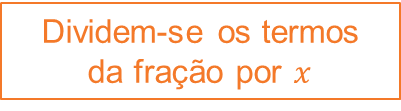 Dividem-se os termos
da fração por 𝑥